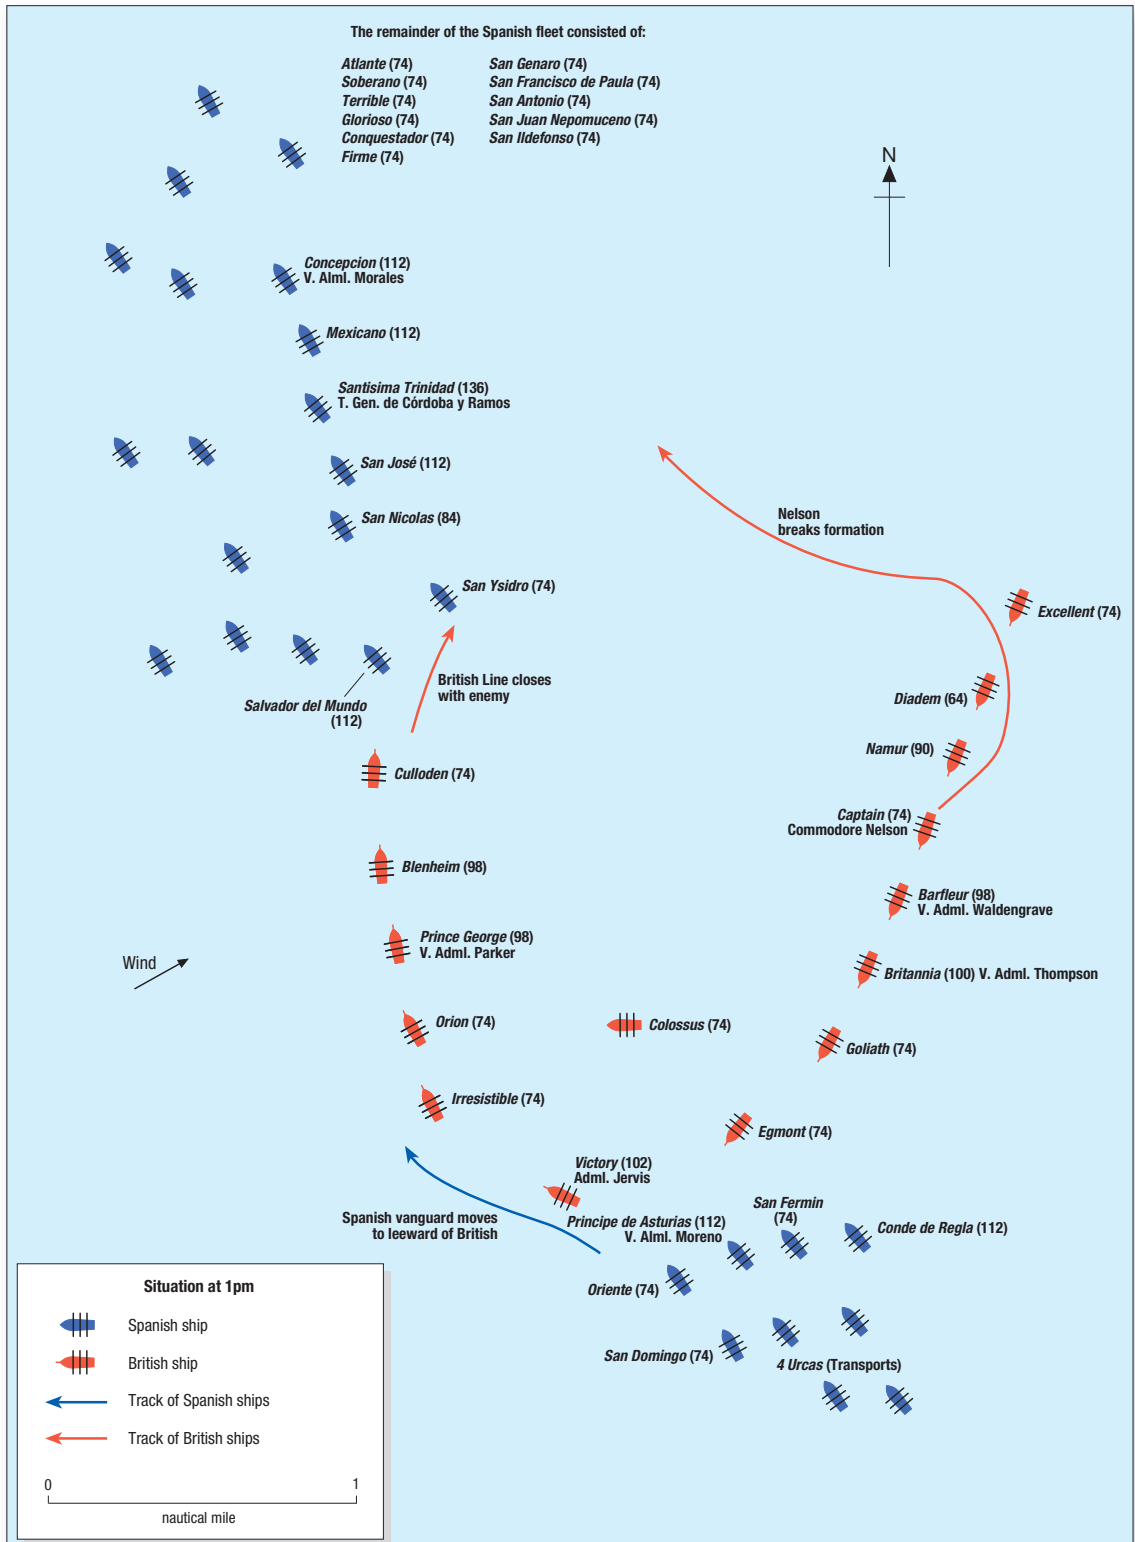 The remainder of the Spanish fleet consisted of:
Atlante (74)
Soberano (74)
Terrible (74)
Glorioso (74)
Conquestador (74)
Firme (74)
San Genaro (74)
San Francisco de Paula (74)
San Antonio (74)
San Juan Nepomuceno (74)
San Ildefonso (74)
N
Concepcion (112)
V. Alml. Morales
Mexicano (112)
Santisima Trinidad (136)
T. Gen. de Córdoba y Ramos
San José (112)
San Nicolas (84)
Nelson
breaks formation
San Ysidro (74)
Excellent (74)
British Line closes
with enemy
Salvador del Mundo
(112)
Diadem (64)
Namur (90)
Culloden (74)
Captain (74)
Commodore Nelson
Blenheim (98)
Barfleur (98)
V. Adml. Waldengrave
Prince George (98)
V. Adml. Parker
Wind
Britannia (100) V. Adml. Thompson
Orion (74)
Colossus (74)
Goliath (74)
Irresistible (74)
Egmont (74)
Victory (102)
Adml. Jervis
Spanish vanguard moves
to leeward of British
Principe de Asturias (112)
V. Alml. Moreno
San Fermin
(74)
Conde de Regla (112)
Oriente (74)
San Domingo (74)
4 Urcas (Transports)
Situation at 1pm
Spanish ship
British ship
Track of Spanish ships
Track of British ships
0 1
nautical mile